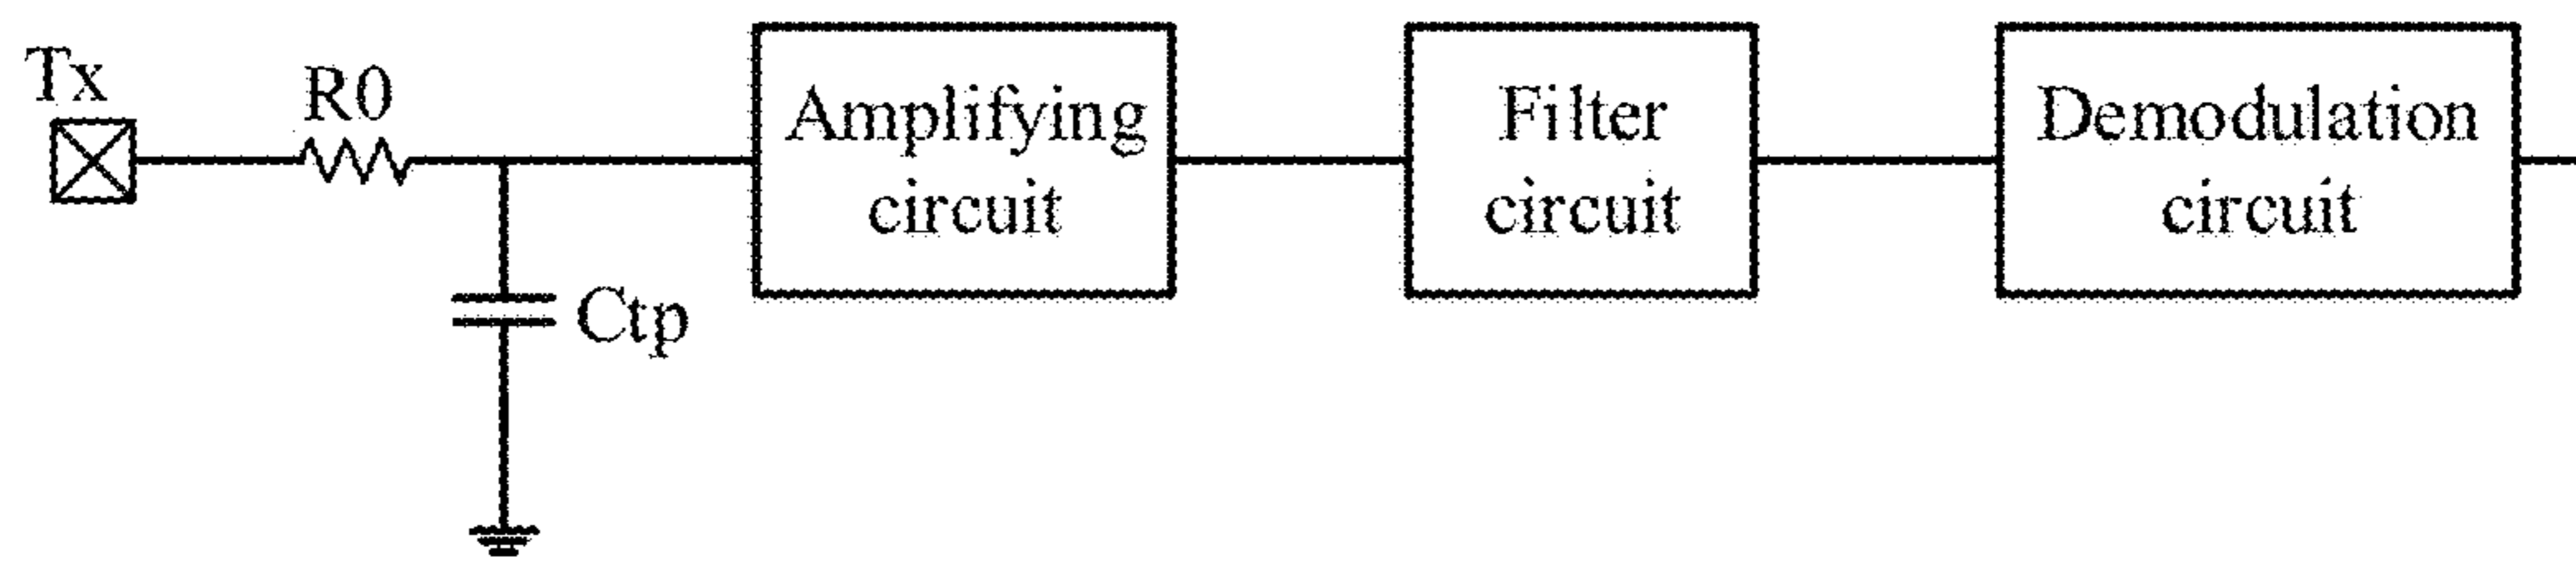 Tx
R0
Ctp
Amplifying
circuit
Filter
circuit
Demodulation
circuit